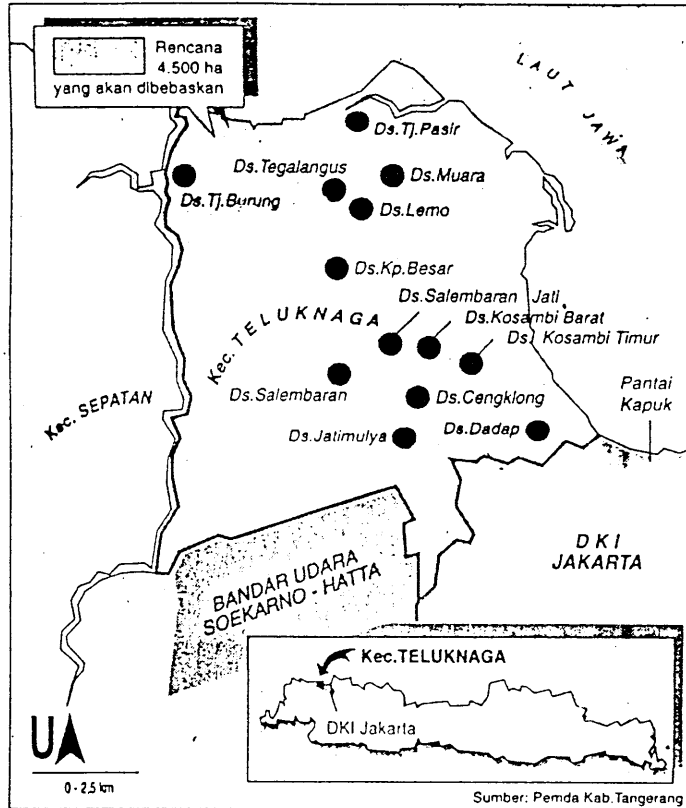 Rencana
4.500 ha
yang akan dibebaskan
LAUT JAWA
Ds.Tj.Pasir
Ds.Tegalangus
Ds.Muara
Ds.Tj.Burung
Ds.Lemo
Ds.Kp.Besar
Ds.Salembaran Jati
Kec.TELUKNAGA
Ds.Kosambi Barat
Ds. Kosambi Timur
Kec.SEPATAN
Ds.Salembaran
Ds.Cengklong
Pantai
Kapuk
Ds.Jatimulya
Ds.Dadap
DKI
JAKARTA
BANDAR UDARA
SOEKARNO - HATTA
Kec.TELUKNAGA
DKI Jakarta
U
0 - 2,5 km
Sumber: Pemda Kab.Tangerang